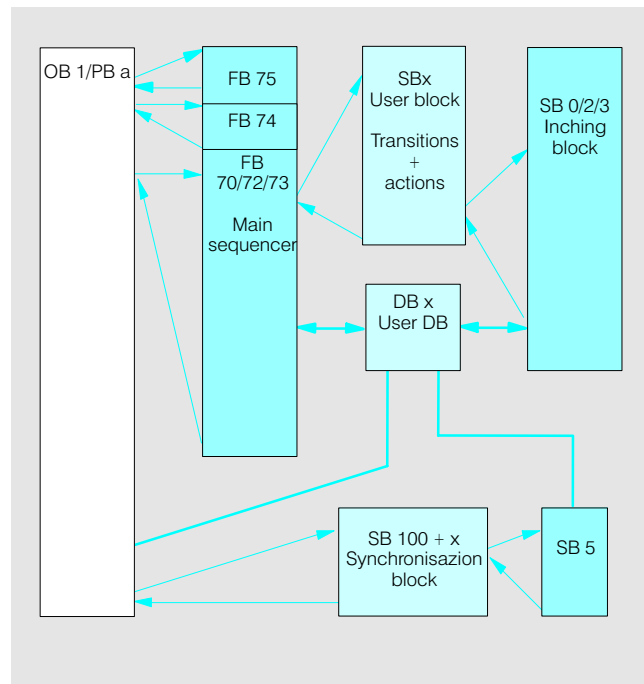 OB 1/PB a
FB 75
FB 74
FB
70/72/73
Main
sequencer
SBx
User block
Transitions
+
actions
SB 0/2/3
Inching
block
DB x
User DB
SB 100 + x
Synchronisazion
block
SB 5